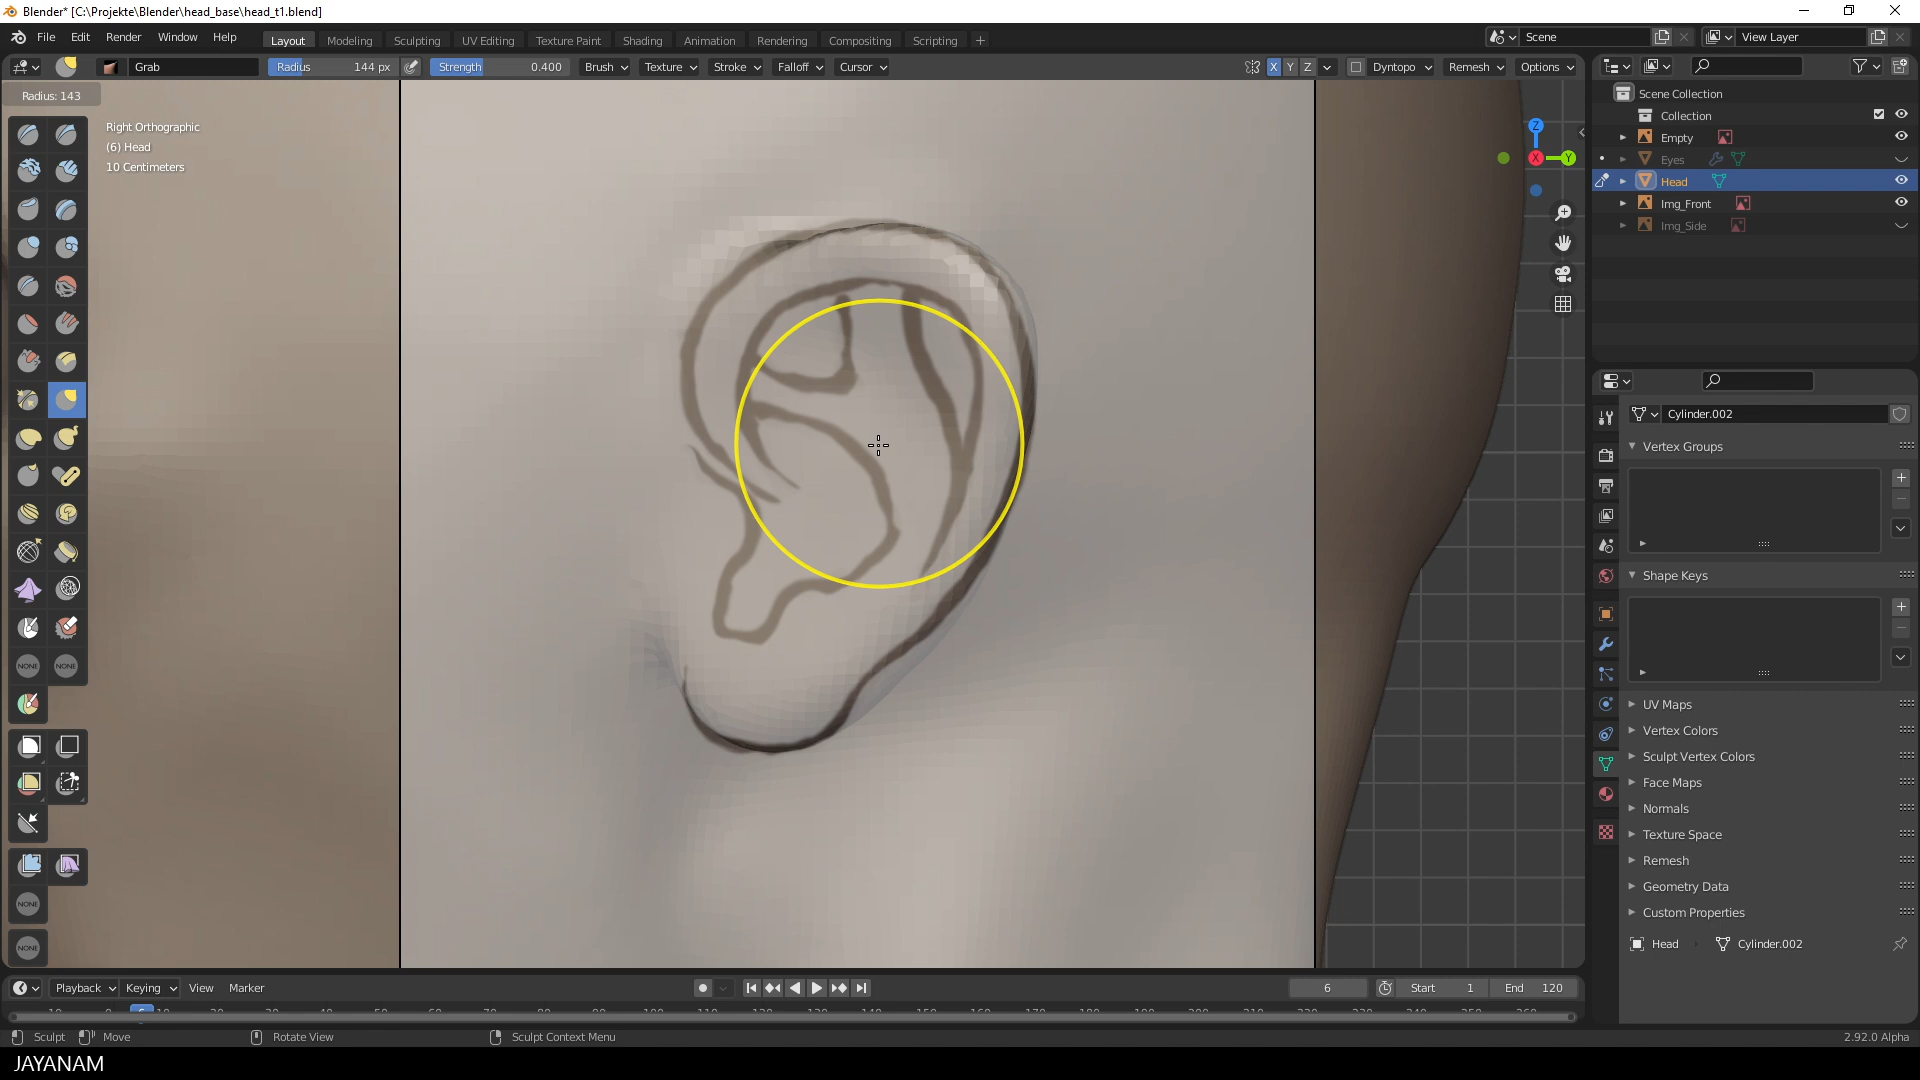 Blender* [C:\Projekte\Blender\head_base\head_t1.blend]
File Edit Render Window Help Layout Modeling Sculpting UV Editing Texture Paint Shading Animation Rendering Compositing Scripting + Scene View Layer
Grab Radius 144 px Strength 0.400 Brush Texture Stroke Falloff Cursor X Y Z Dyntopo Remesh Options
Radius: 143
Right Orthographic
(6) Head
10 Centimeters
Z
X Y
NONE NONE
NONE
NONE
Scene Collection
Collection
Empty
Eyes
Head
Img_Front
Img_Side
Cylinder.002
Vertex Groups
Shape Keys
UV Maps
Vertex Colors
Sculpt Vertex Colors
Face Maps
Normals
Texture Space
Remesh
Geometry Data
Custom Properties
Head Cylinder.002
Playback Keying View Marker 6 Start 1 End 120
Sculpt Move Rotate View Sculpt Context Menu 2.92.0 Alpha
JAYANAM